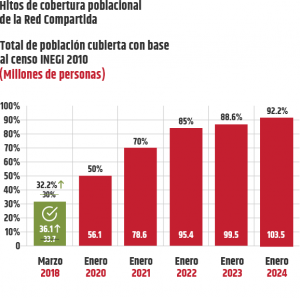 Hitos de cobertura poblacional
de la Red Compartida
Total de población cubierta con base
al censo INEGI 2010
(Millones de personas)
100%
90%
80%
70%
60%
50%
40%
30%
20%
10%
0
32.2%↑
30%
36.1↑
33.7
50%
56.1
70%
78.6
85%
95.4
88.6%
99.5
92.2%
103.5
Marzo
2018
Enero
2020
Enero
2021
Enero
2022
Enero
2023
Enero
2024